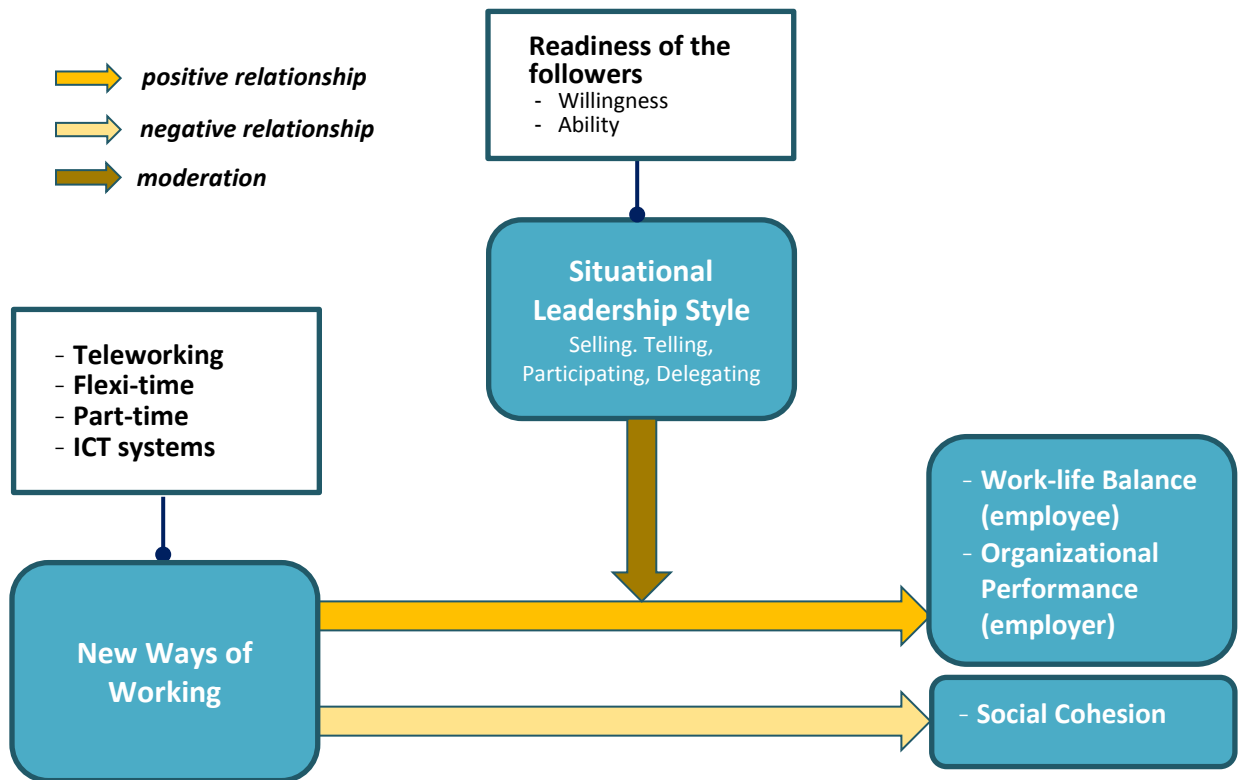 positive relationship
negative relationship
moderation
Readiness of the
followers
- Willingness
- Ability
Situational
Leadership Style
Selling. Telling,
Participating, Delegating
- Teleworking
- Flexi-time
- Part-time
- ICT systems
New Ways of
Working
- Work-life Balance
(employee)
- Organizational
Performance
(employer)
- Social Cohesion